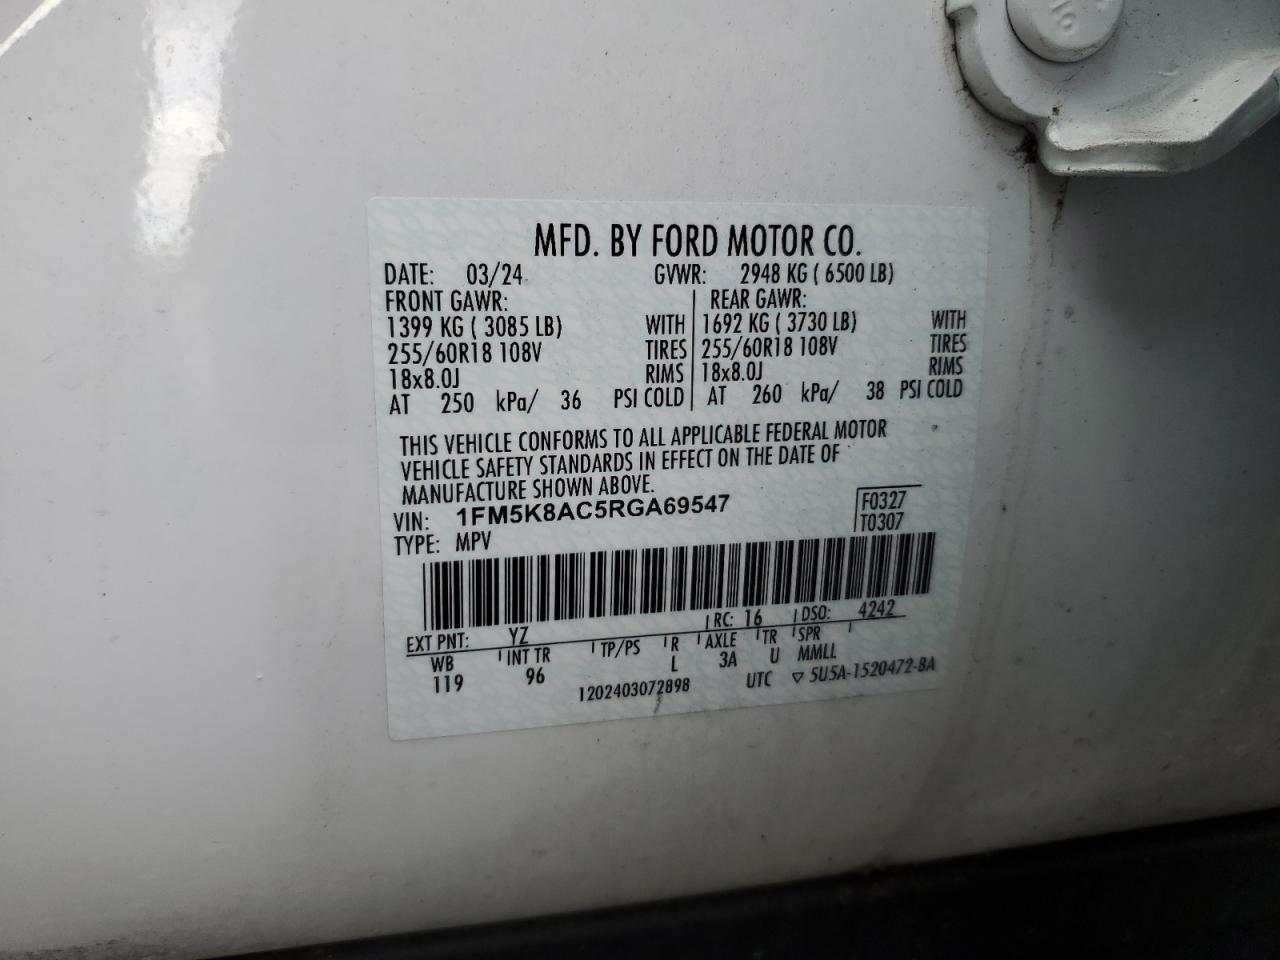 MFD. BY FORD MOTOR CO.
DATE: 03/24 GVWR: 2948 KG ( 6500 LB)
FRONT GAWR: REAR GAWR:
1399 KG ( 3085 LB) WITH 1692 KG ( 3730 LB) WITH
255/60R18 108V TIRES 255/60R18 108V TIRES
18x8.0J RIMS 18x8.0J RIMS
AT 250 kPa/ 36 PSI COLD AT 260 kPa/ 38 PSI COLD
THIS VEHICLE CONFORMS TO ALL APPLICABLE FEDERAL MOTOR
VEHICLE SAFETY STANDARDS IN EFFECT ON THE DATE OF
MANUFACTURE SHOWN ABOVE.
VIN: 1FM5K8AC5RGA69547 F0327
TYPE: MPV T0307
EXT PNT: YZ RC: 16 DSO: 4242
WB INT TR TP/PS R AXLE TR SPR
119 96 L 3A U MMLL
1202403072898 UTC ▽ 5U5A-1520472-BA